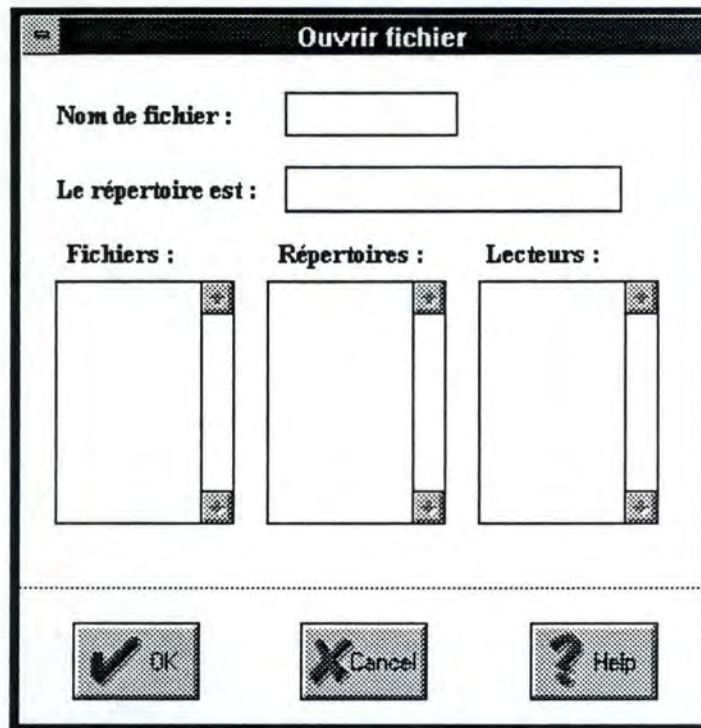 Ouvrir fichier
Nom de fichier :
Le répertoire est :
Fichiers : Répertoires : Lecteurs :
OK Cancel Help